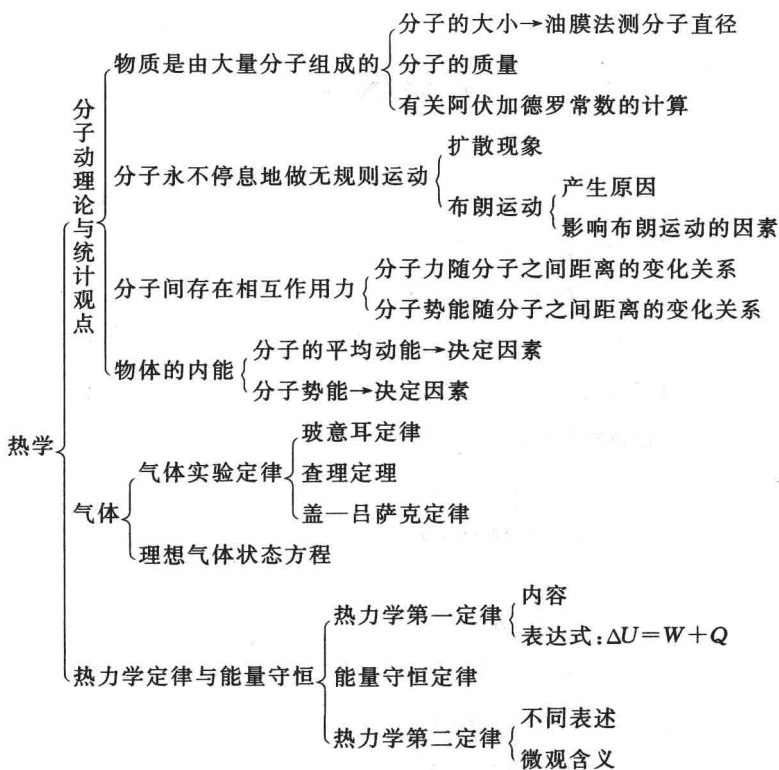 热学
分子动理论与统计观点
物质是由大量分子组成的
分子的大小→油膜法测分子直径
分子的质量
有关阿伏加德罗常数的计算
分子永不停息地做无规则运动
扩散现象
布朗运动
产生原因
影响布朗运动的因素
分子间存在相互作用力
分子力随分子之间距离的变化关系
分子势能随分子之间距离的变化关系
物体的内能
分子的平均动能→决定因素
分子势能→决定因素
气体
气体实验定律
玻意耳定律
查理定理
盖—吕萨克定律
理想气体状态方程
热力学定律与能量守恒
热力学第一定律
内容
表达式:ΔU=W+Q
能量守恒定律
热力学第二定律
不同表述
微观含义